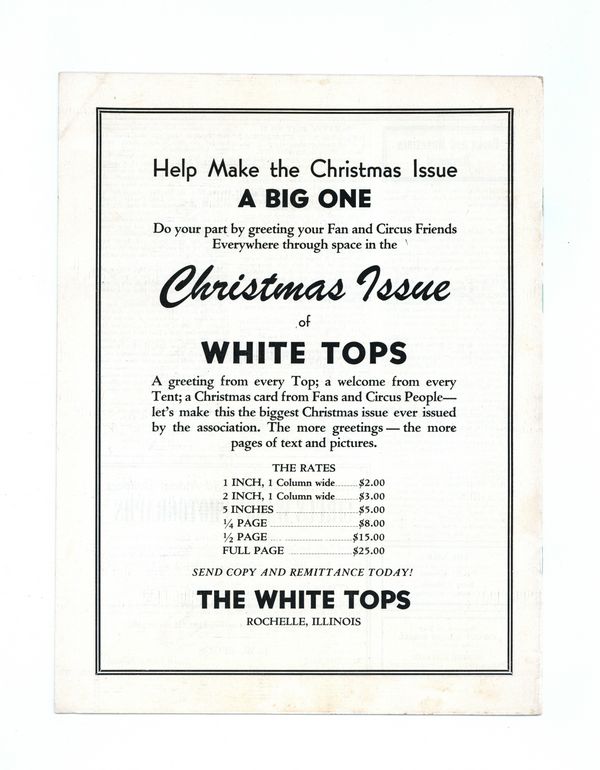 Help Make the Christmas Issue
A BIG ONE
Do your part by greeting your Fan and Circus Friends
Everywhere through space in the
Christmas Issue
of
WHITE TOPS
A greeting from every Top; a welcome from every
Tent; a Christmas card from Fans and Circus People—
let's make this the biggest Christmas issue ever issued
by the association. The more greetings — the more
pages of text and pictures.
THE RATES
1 INCH, 1 Column wide........$2.00
2 INCH, 1 Column wide........$3.00
5 INCHES ........................$5.00
¼ PAGE ..........................$8.00
½ PAGE .... ....................$15.00
FULL PAGE ....................$25.00
SEND COPY AND REMITTANCE TODAY!
THE WHITE TOPS
ROCHELLE, ILLINOIS